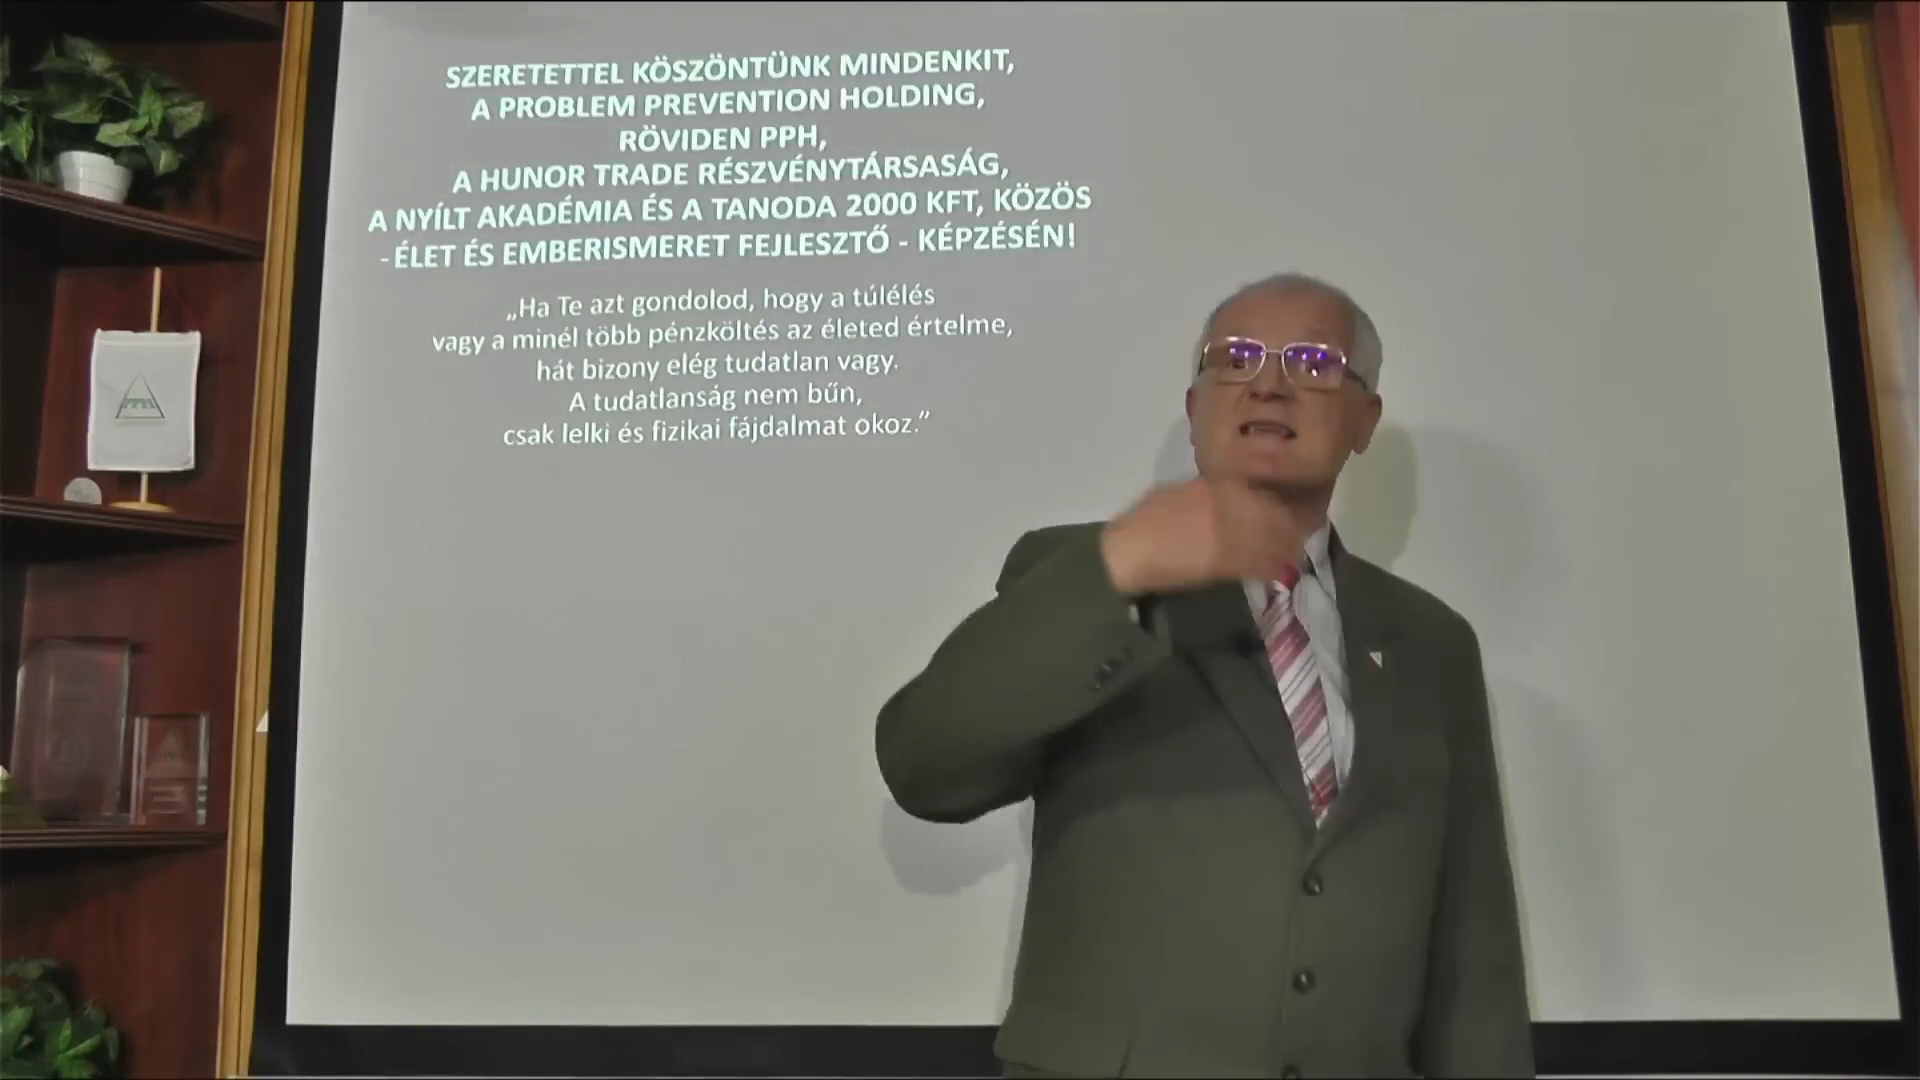 SZERETETTEL KÖSZÖNTÜNK MINDENKIT,
A PROBLEM PREVENTION HOLDING,
RÖVIDEN PPH,
A HUNOR TRADE RÉSZVÉNYTÁRSASÁG,
A NYÍLT AKADÉMIA ÉS A TANODA 2000 KFT, KÖZÖS
- ÉLET ÉS EMBERISMERET FEJLESZTŐ - KÉPZÉSÉN!
„Ha Te azt gondolod, hogy a túlélés
vagy a minél több pénzköltés az életed értelme,
hát bizony elég tudatlan vagy.
A tudatlanság nem bűn,
csak lelki és fizikai fájdalmat okoz.”